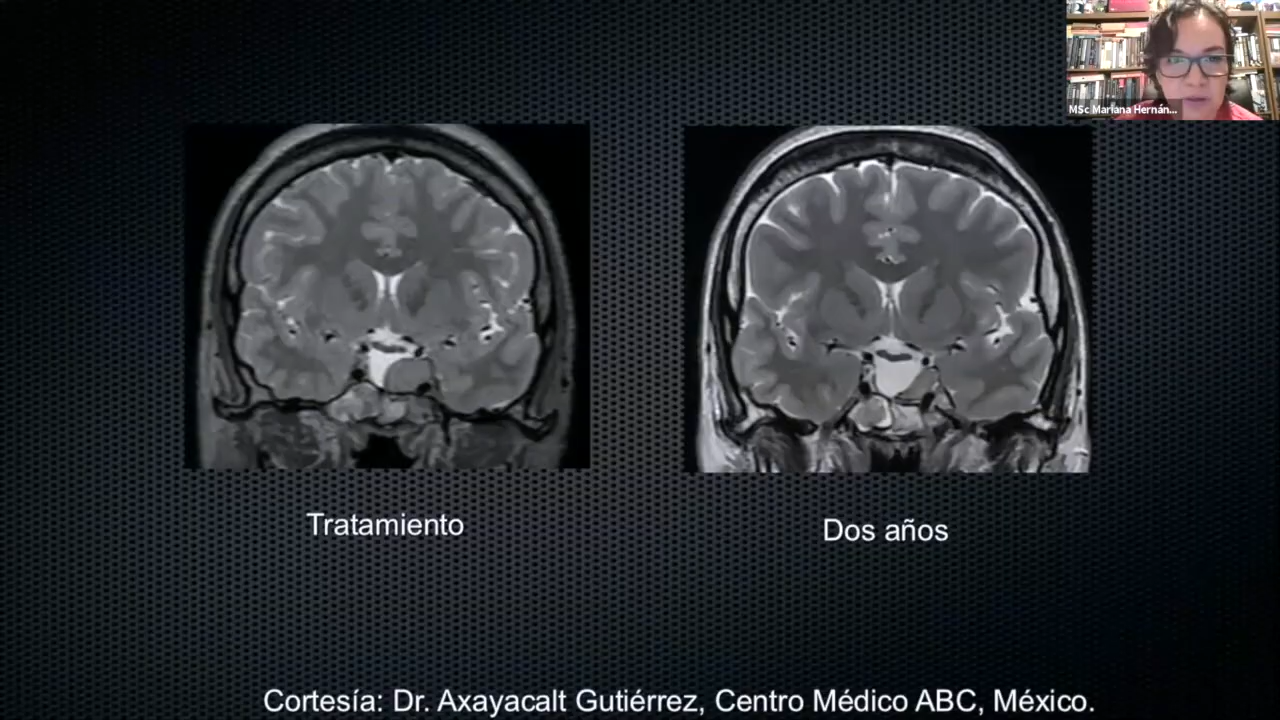 MSc Mariana Hernán...
Tratamiento
Dos años
Cortesía: Dr. Axayacalt Gutiérrez, Centro Médico ABC, México.